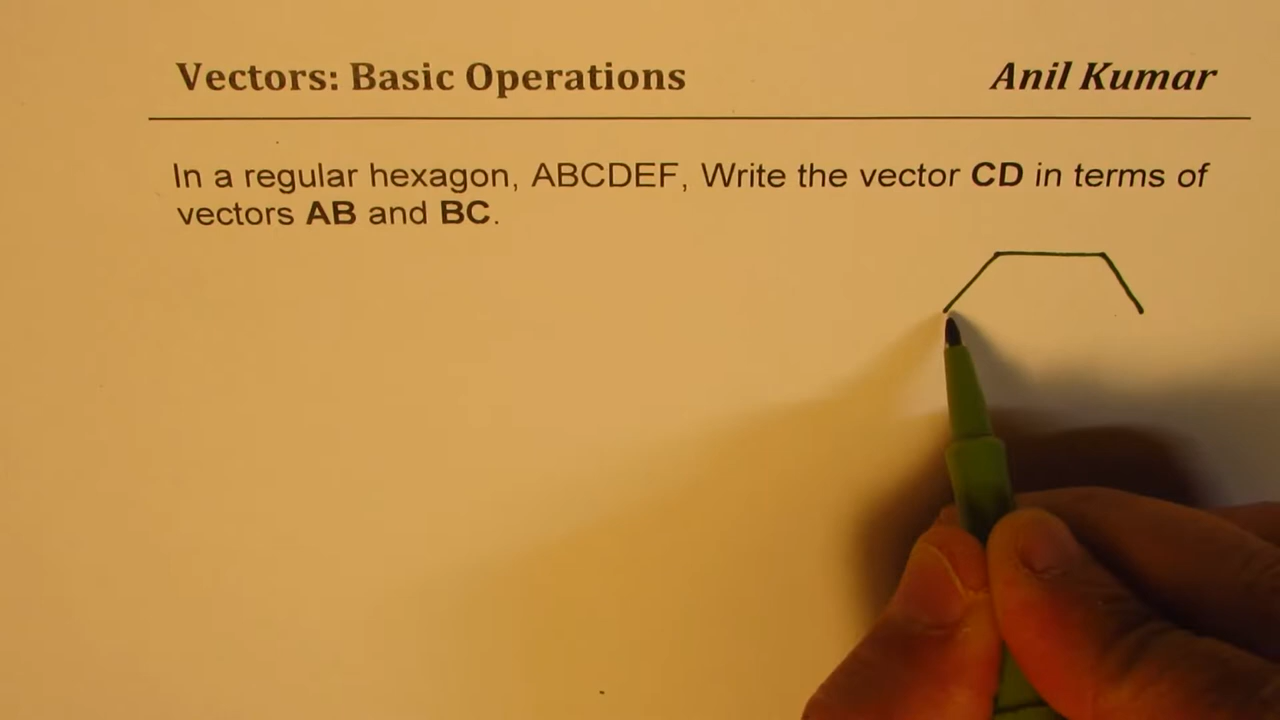 Vectors: Basic Operations Anil Kumar
In a regular hexagon, ABCDEF, Write the vector CD in terms of
vectors AB and BC.